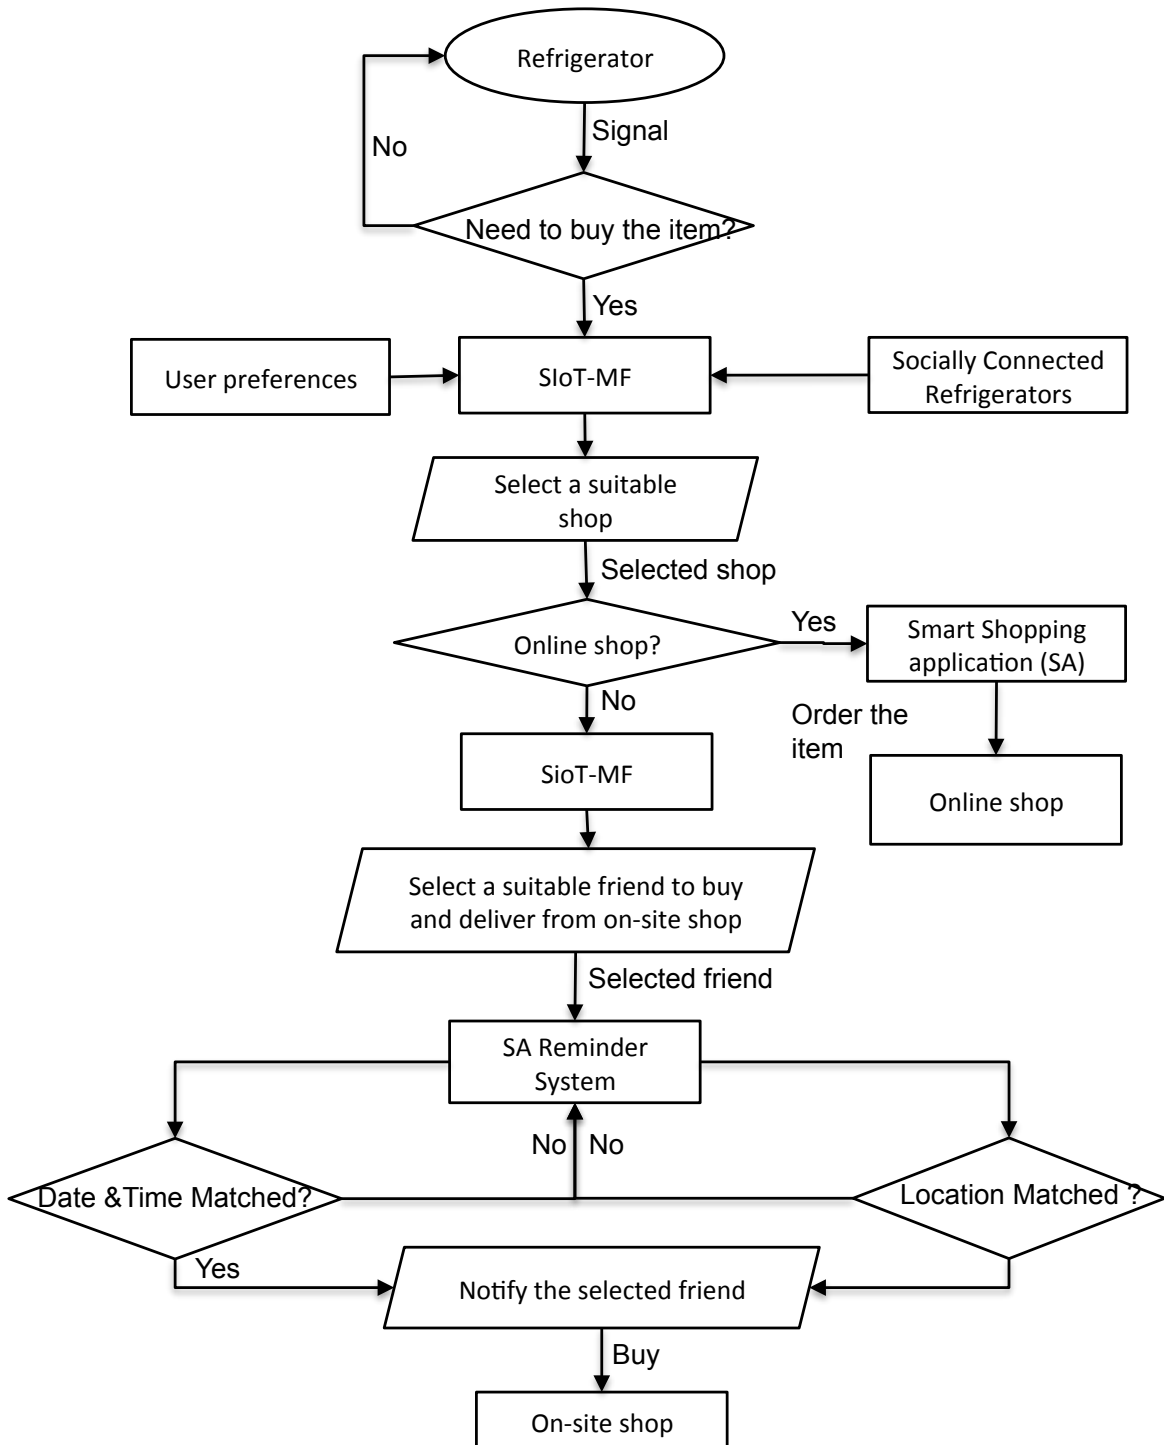 Refrigerator
Signal
No
Need to buy the item?
Yes
User preferences
SIoT-MF
Socially Connected
Refrigerators
Select a suitable
shop
Selected shop
Online shop?
Yes
Smart Shopping
application (SA)
No
Order the
item
SioT-MF
Online shop
Select a suitable friend to buy
and deliver from on-site shop
Selected friend
SA Reminder
System
No
No
Date &Time Matched?
Location Matched ?
Yes
Notify the selected friend
Buy
On-site shop